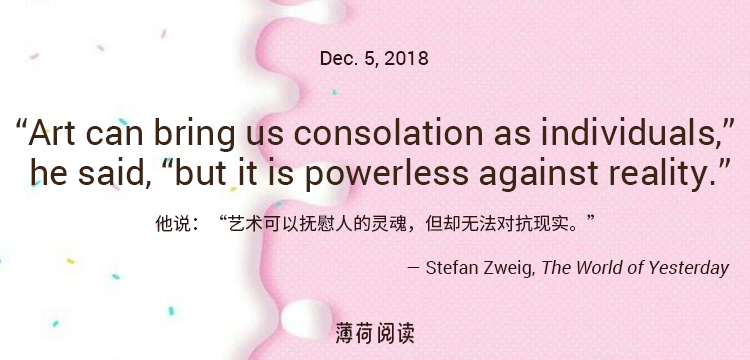 Dec. 5, 2018
“Art can bring us consolation as individuals,”
he said, “but it is powerless against reality.”
他说：“艺术可以抚慰人的灵魂，但却无法对抗现实。”
— Stefan Zweig, The World of Yesterday
薄荷阅读